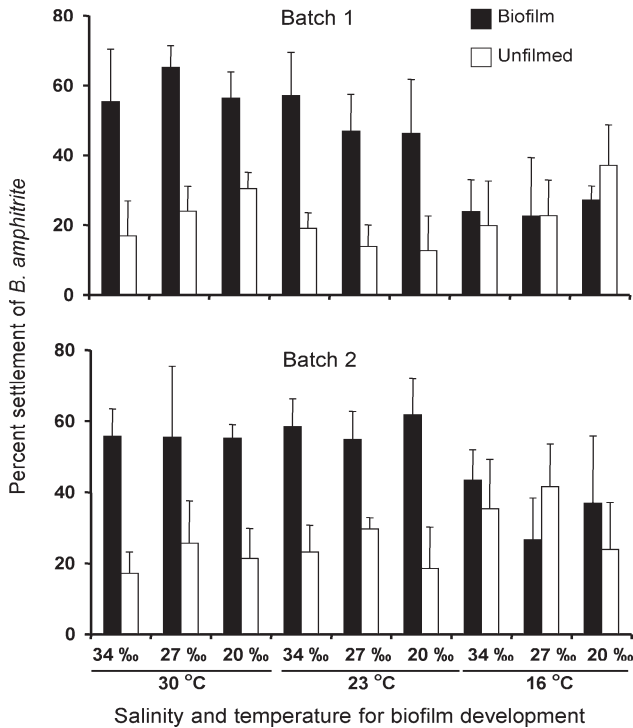 80
Batch 1
Biofilm
Unfilmed
60
40
20
0
Percent settlement of B. amphitrite
80
Batch 2
60
40
20
0
34 ‰ 27 ‰ 20 ‰ 34 ‰ 27 ‰ 20 ‰ 34 ‰ 27 ‰ 20 ‰
30 °C 23 °C 16 °C
Salinity and temperature for biofilm development